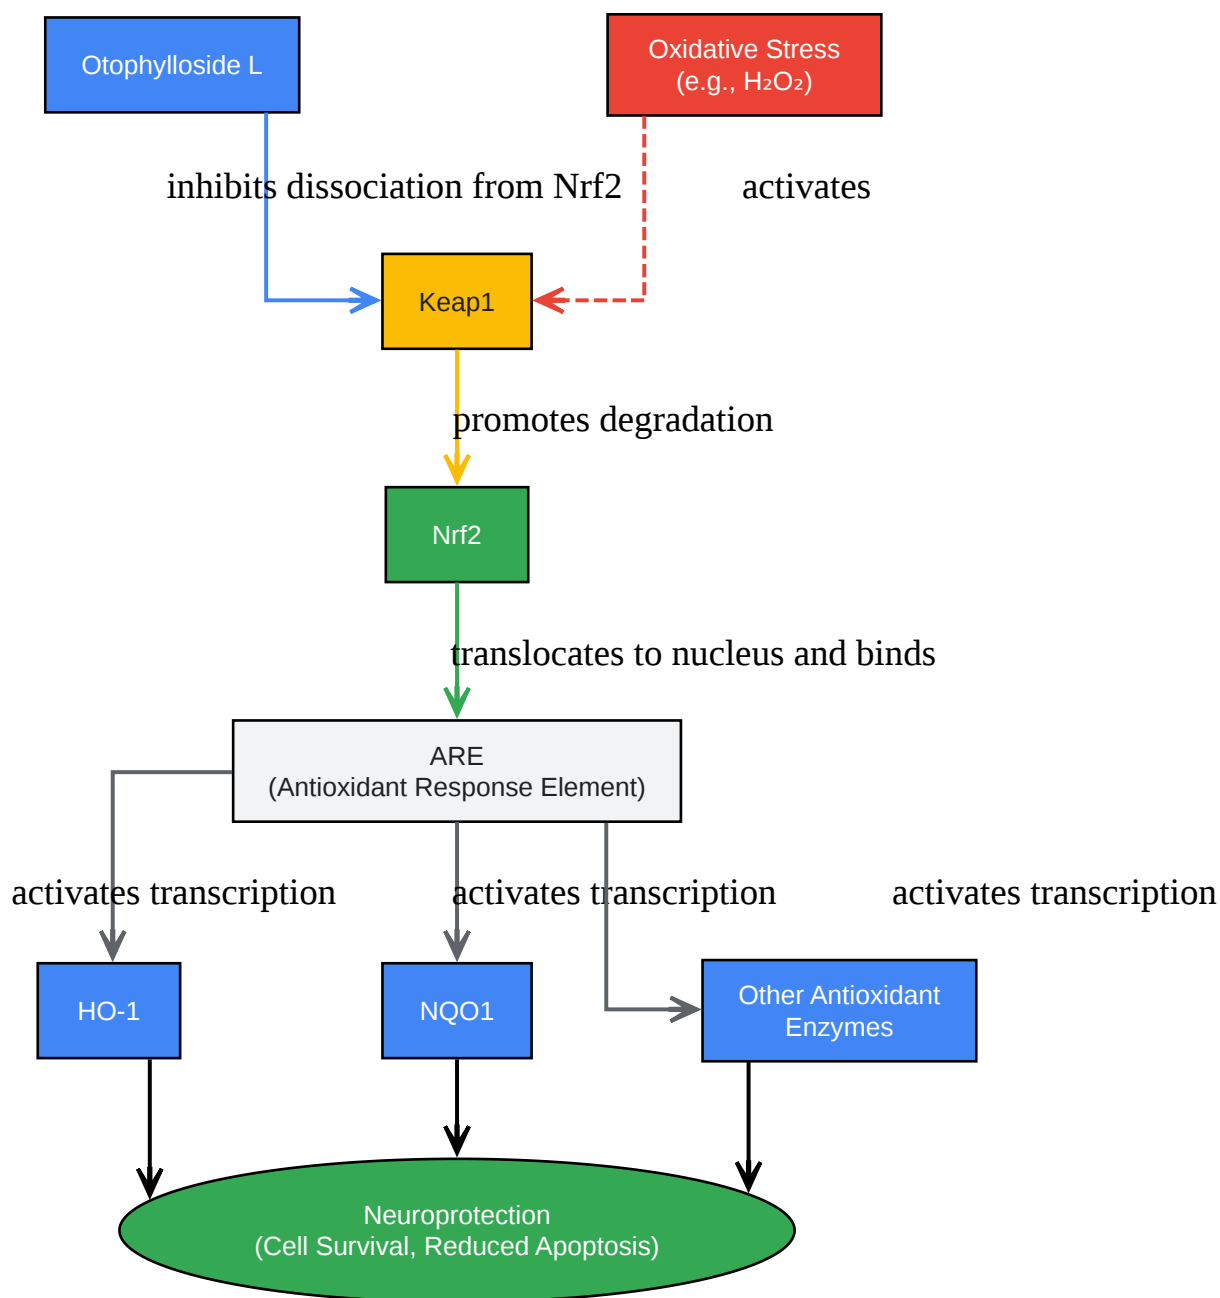 Otophylloside L
Oxidative Stress
(e.g., H₂O₂)
inhibits dissociation from Nrf2
activates
Keap1
promotes degradation
Nrf2
translocates to nucleus and binds
ARE
(Antioxidant Response Element)
activates transcription
activates transcription
activates transcription
HO-1
NQO1
Other Antioxidant
Enzymes
Neuroprotection
(Cell Survival, Reduced Apoptosis)